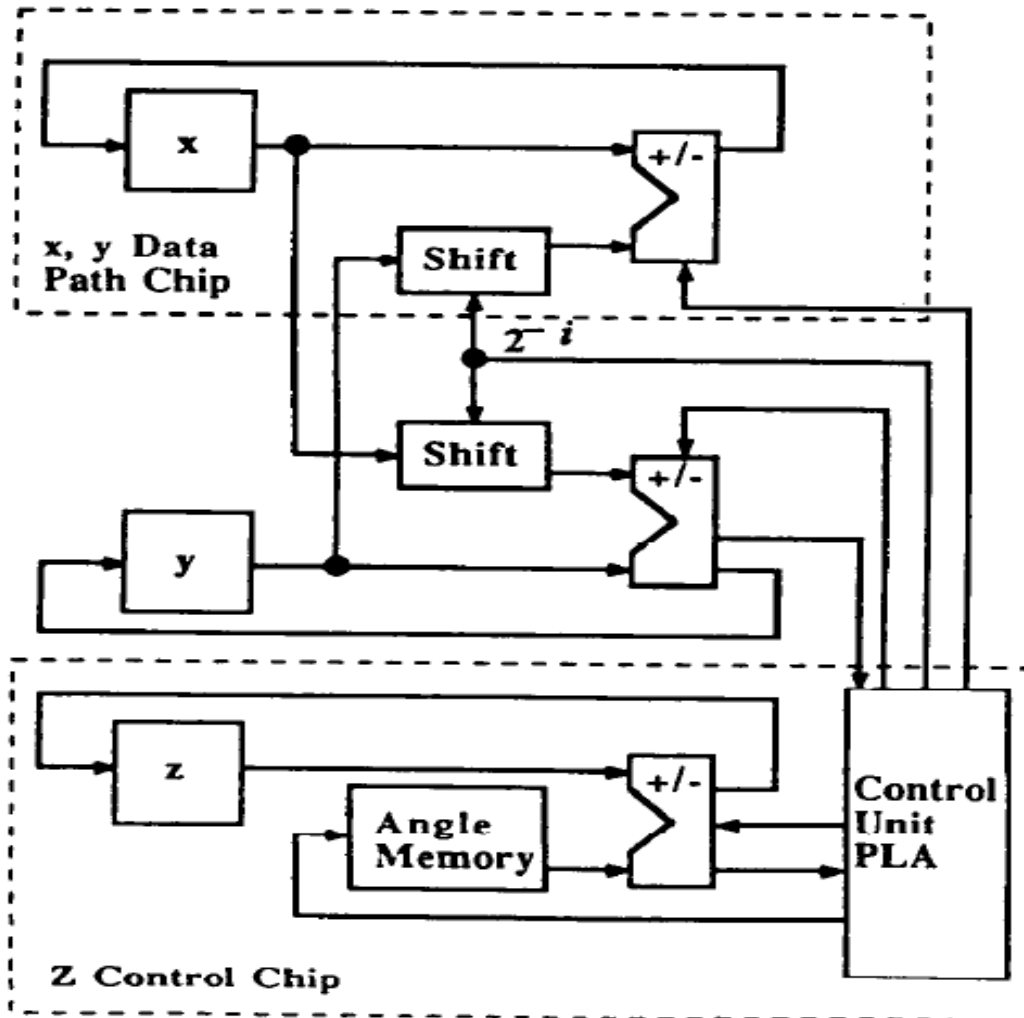 x
+/-
x, y Data
Path Chip
Shift
2⁻ i
Shift
+/-
y
z
+/-
Angle
Memory
Control
Unit
PLA
Z Control Chip